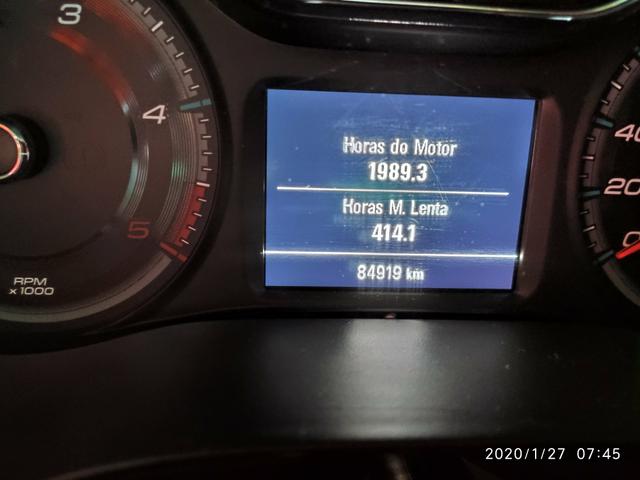 3
4
5
RPM
x1000
Horas do Motor
1989.3
Horas M. Lenta
414.1
84919 km
40
20
0
2020/1/27 07:45